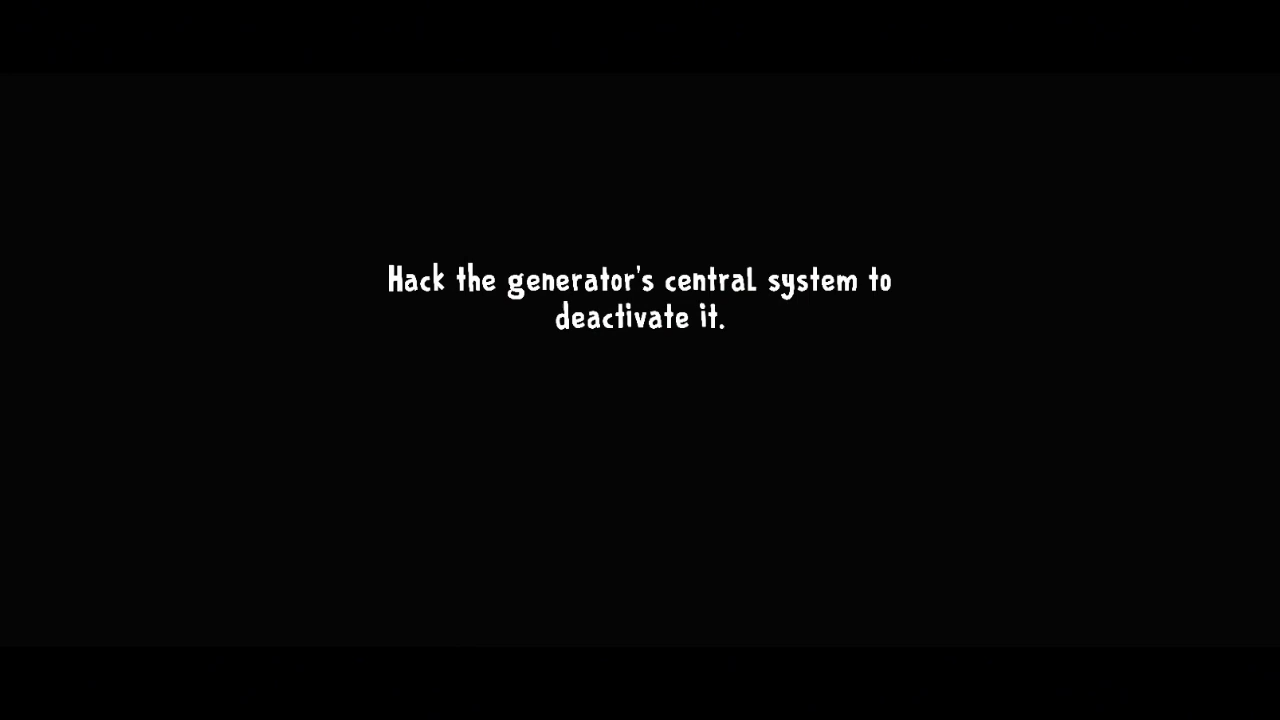 Hack the generator's central system to
deactivate it.